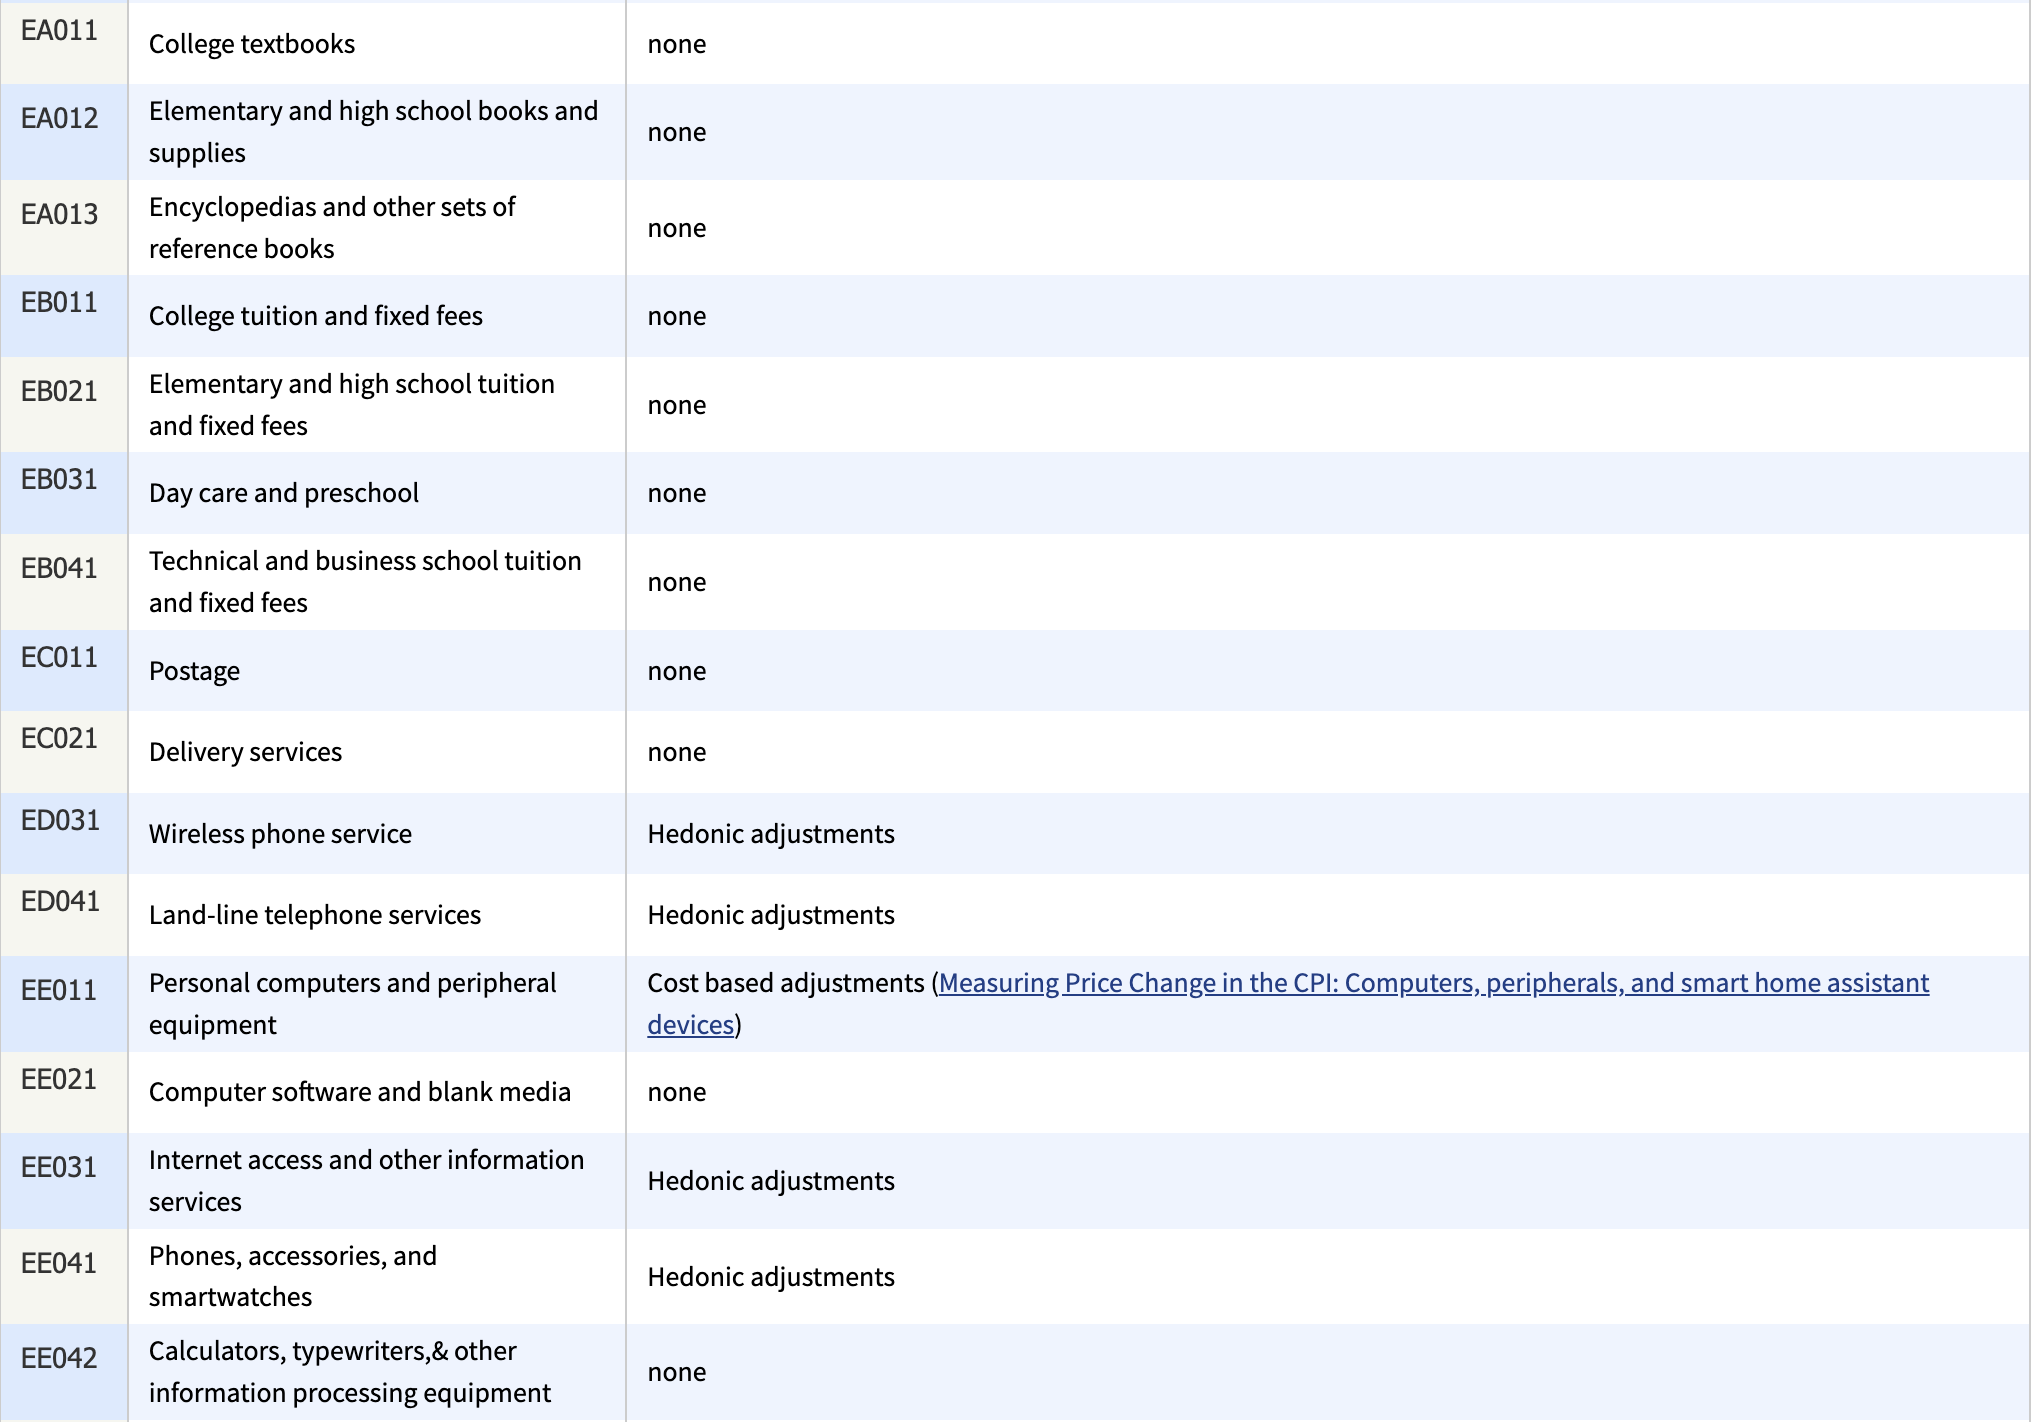 EA011
College textbooks
none
EA012
Elementary and high school books and
supplies
none
EA013
Encyclopedias and other sets of
reference books
none
EB011
College tuition and fixed fees
none
EB021
Elementary and high school tuition
and fixed fees
none
EB031
Day care and preschool
none
EB041
Technical and business school tuition
and fixed fees
none
EC011
Postage
none
EC021
Delivery services
none
ED031
Wireless phone service
Hedonic adjustments
ED041
Land-line telephone services
Hedonic adjustments
EE011
Personal computers and peripheral
equipment
Cost based adjustments (Measuring Price Change in the CPI: Computers, peripherals, and smart home assistant
devices)
EE021
Computer software and blank media
none
EE031
Internet access and other information
services
Hedonic adjustments
EE041
Phones, accessories, and
smartwatches
Hedonic adjustments
EE042
Calculators, typewriters,& other
information processing equipment
none